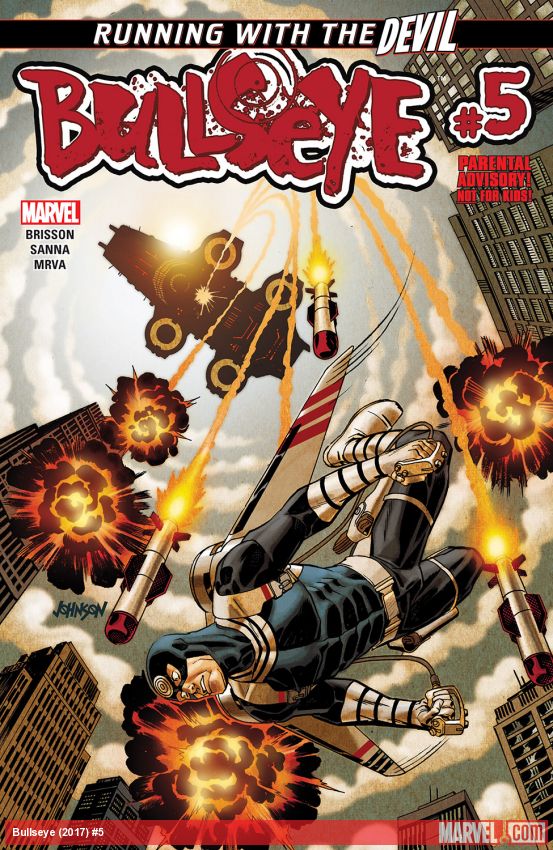 RUNNING WITH THE DEVIL
BULLSEYE #5
TM
PARENTAL
ADVISORY!
NOT FOR KIDS!
MARVEL
BRISSON
SANNA
MRVA
JOHNSON
Bullseye (2017) #5
MARVEL.com